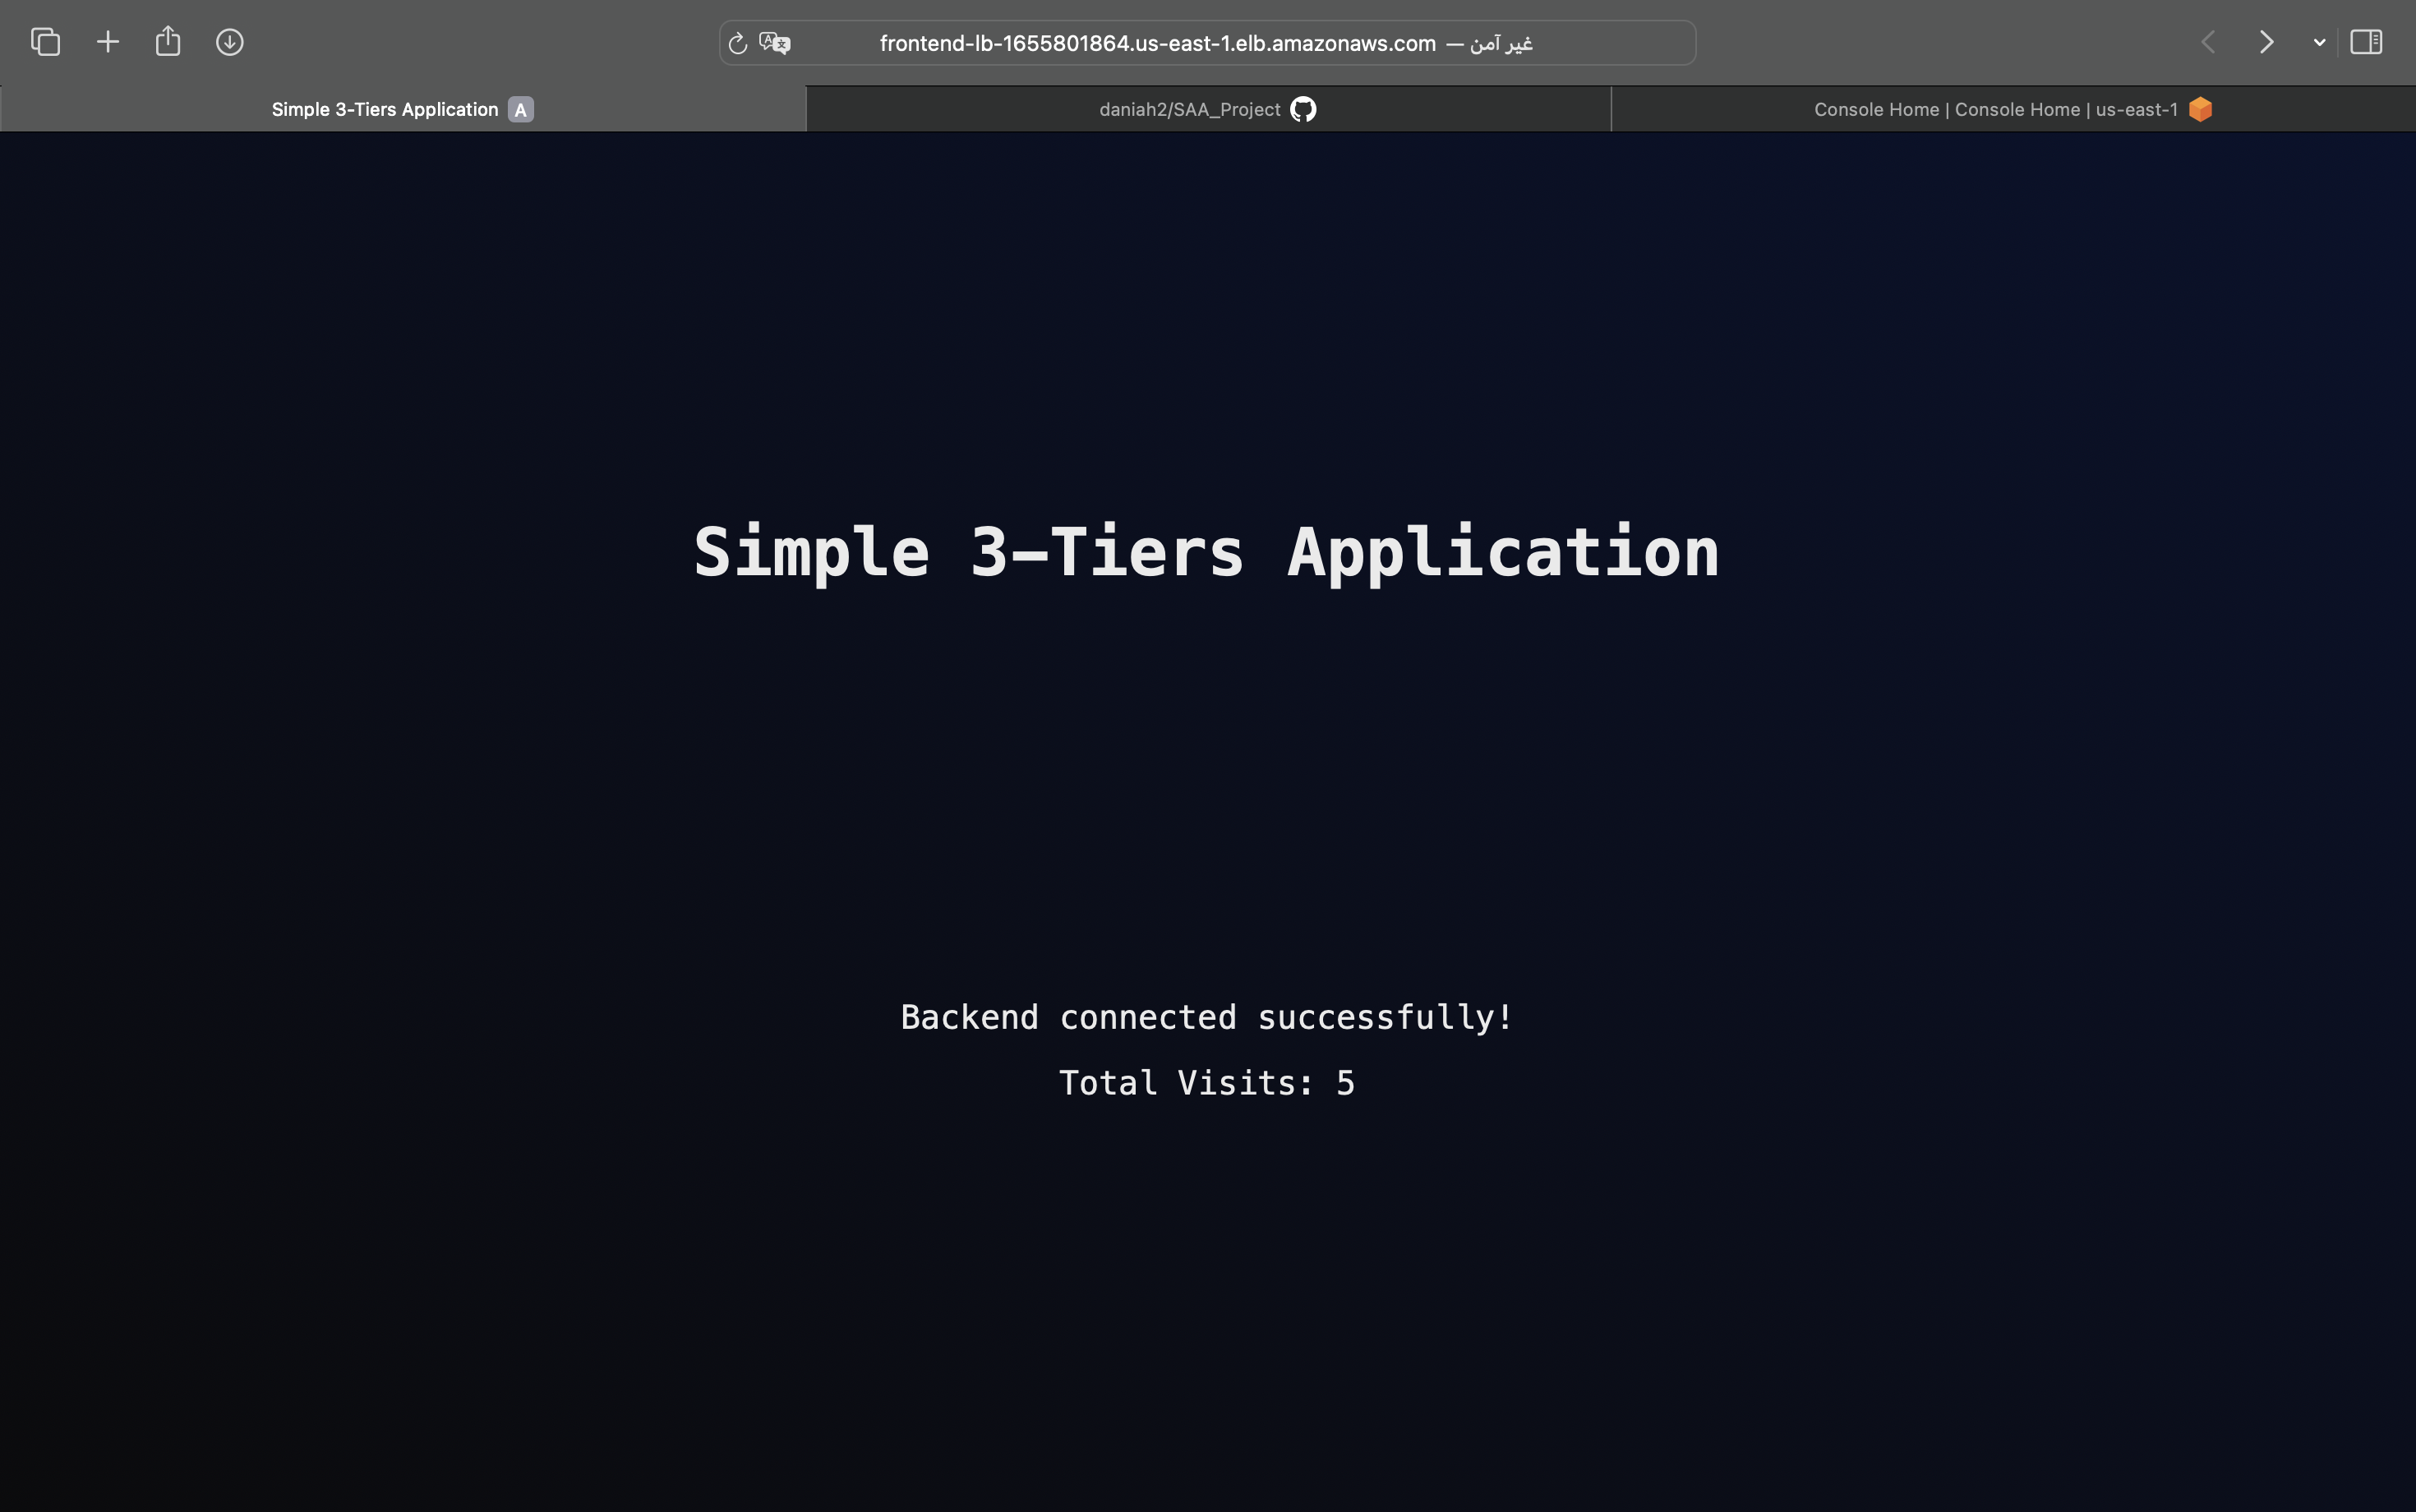 frontend-lb-1655801864.us-east-1.elb.amazonaws.com — غير آمن
Simple 3-Tiers Application A
daniah2/SAA_Project
Console Home | Console Home | us-east-1
Simple 3-Tiers Application
Backend connected successfully!
Total Visits: 5